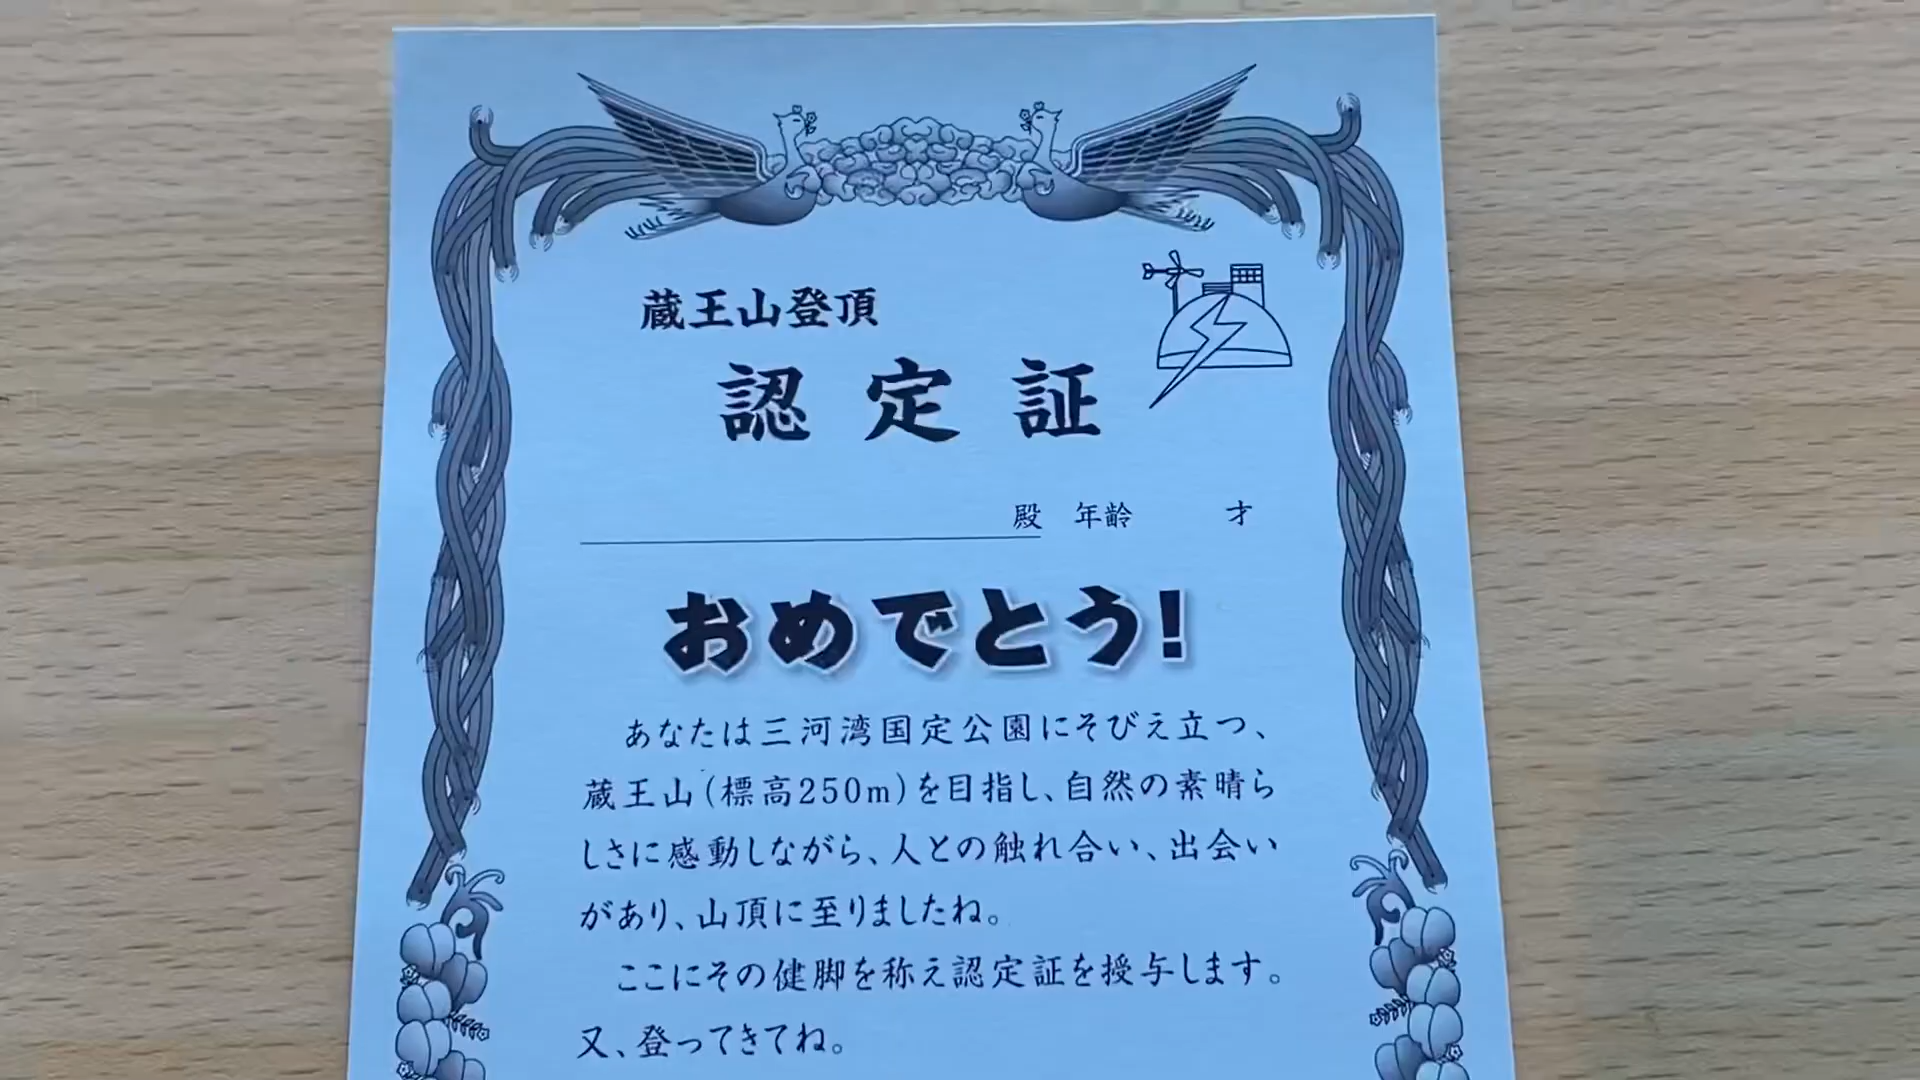 蔵王山登頂
認定証
殿 年齢 才
おめでとう!
あなたは三河湾国定公園にそびえ立つ、
蔵王山(標高250m)を目指し、自然の素晴ら
しさに感動しながら、人との触れ合い、出会い
があり、山頂に至りましたね。
ここにその健脚を称え認定証を授与します。
又、登ってきてね。